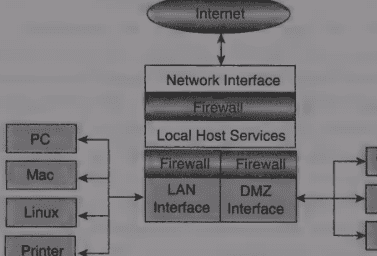 Internet
Network Interface
Firewall
Local Host Services
PC
Firewall
Firewall
Mac
LAN
Interface
DMZ
Interface
Linux
Printer